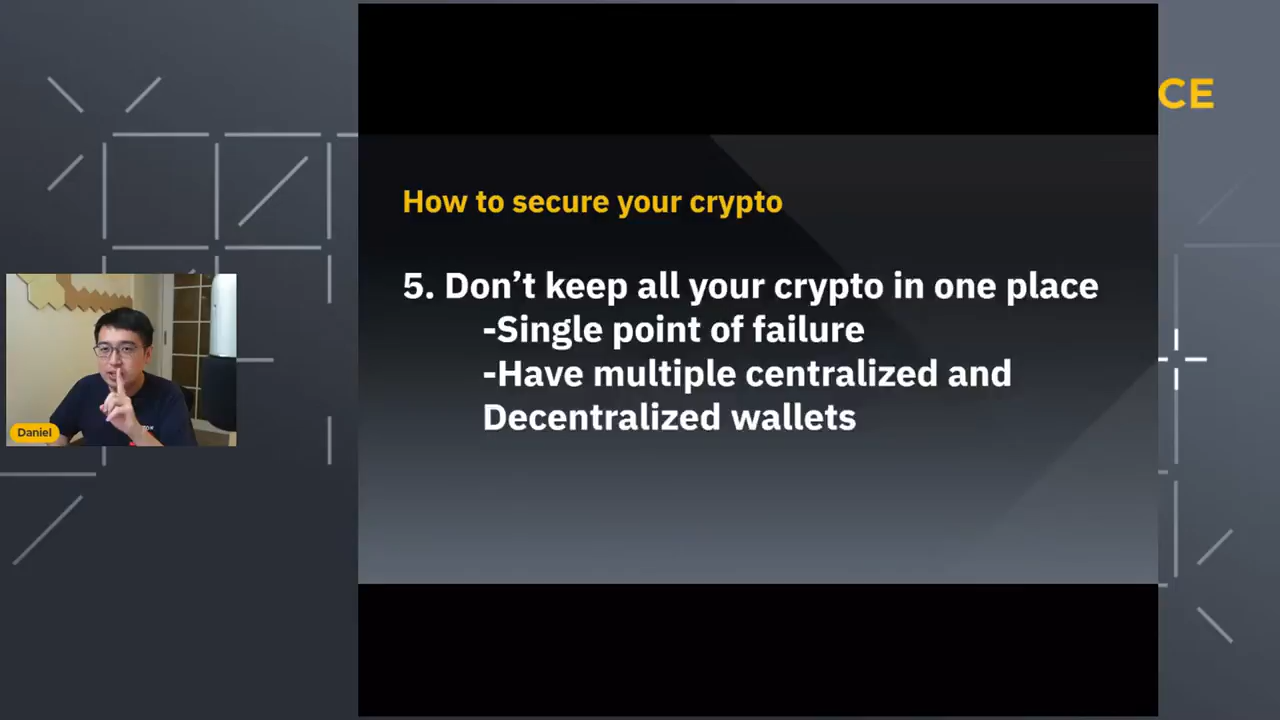 CE
How to secure your crypto
5. Don’t keep all your crypto in one place
-Single point of failure
-Have multiple centralized and
Decentralized wallets
Daniel